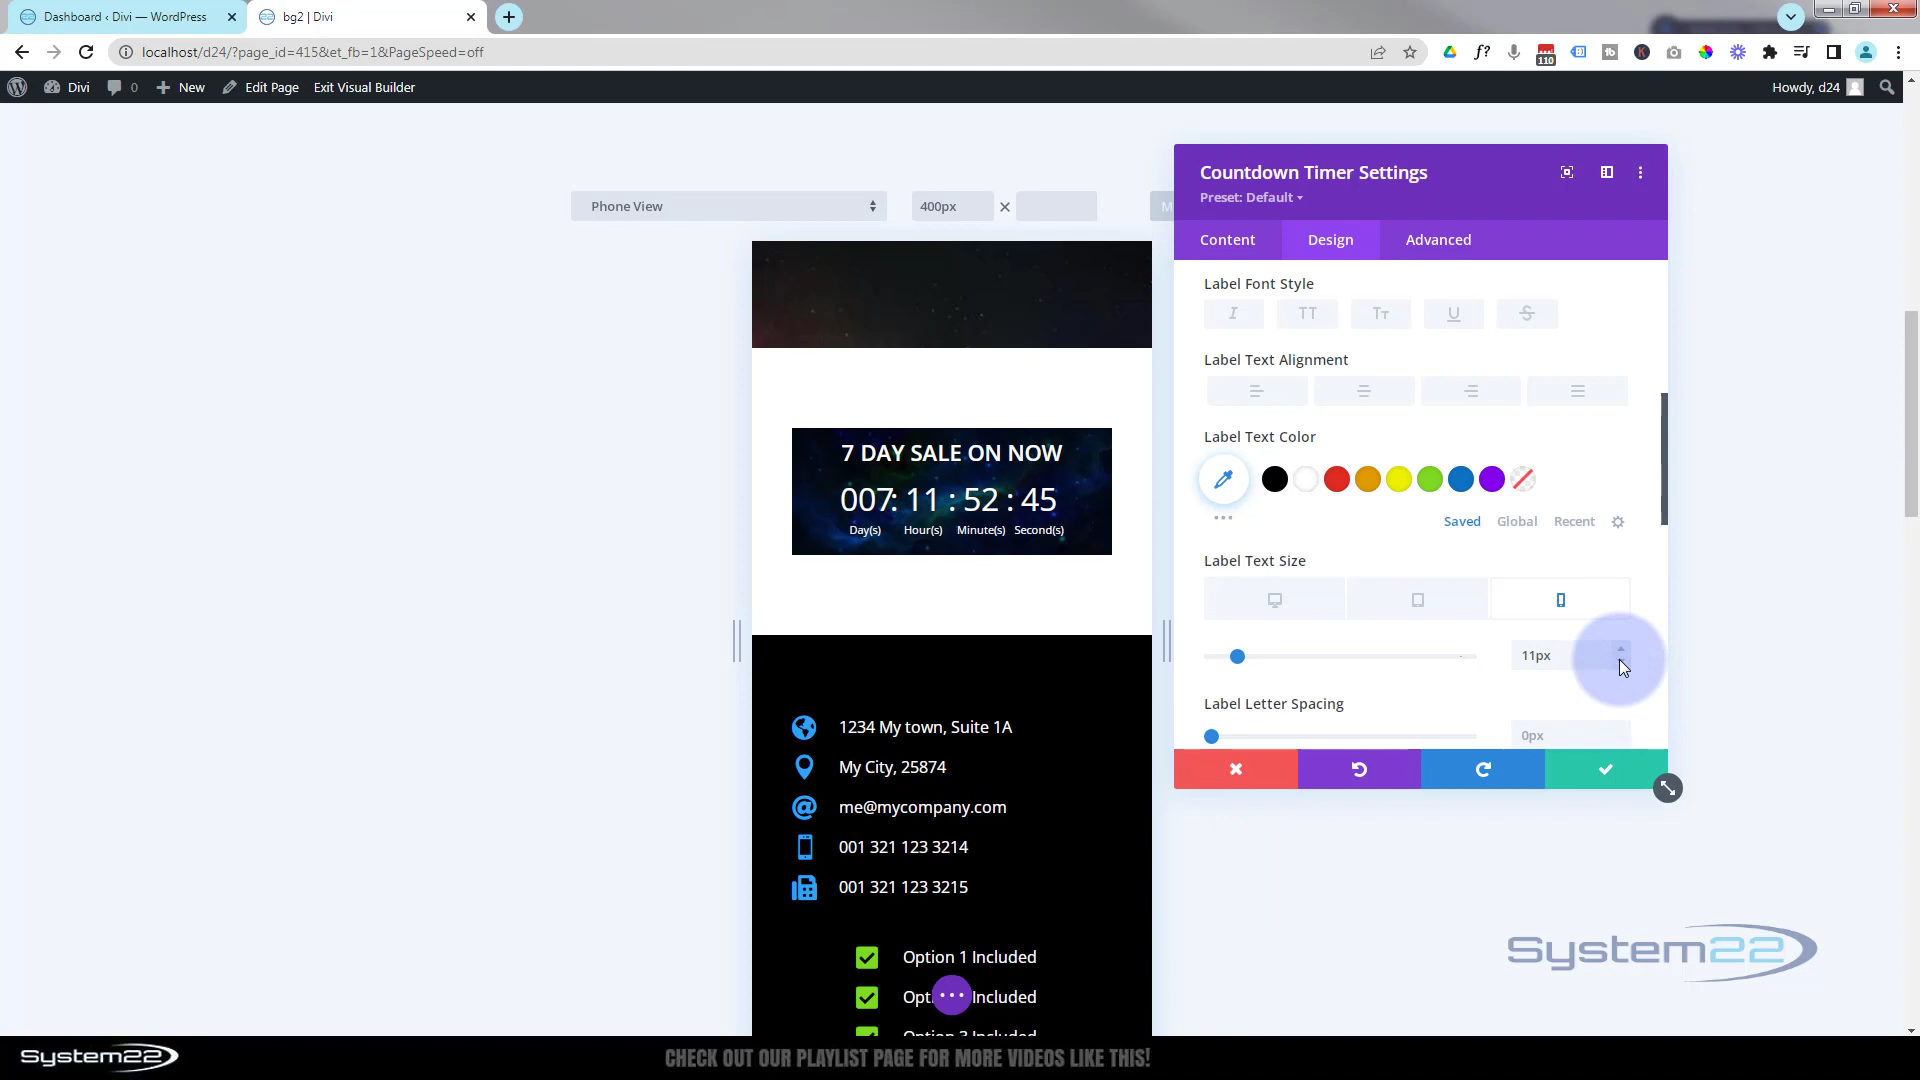 Dashboard ‹ Divi — WordPress
bg2 | Divi
localhost/d24/?page_id=415&et_fb=1&PageSpeed=off
f?
110
Divi
0
New
Edit Page
Exit Visual Builder
Howdy, d24
Phone View
400px
M
Countdown Timer Settings
Preset: Default
Content
Design
Advanced
Label Font Style
I
TT
Tт
U
S
Label Text Alignment
Label Text Color
Saved
Global
Recent
Label Text Size
11px
Label Letter Spacing
0px
7 DAY SALE ON NOW
007: 11 : 52 : 45
Day(s) Hour(s) Minute(s) Second(s)
1234 My town, Suite 1A
My City, 25874
me@mycompany.com
001 321 123 3214
001 321 123 3215
Option 1 Included
Opt Included
System22
System22
CHECK OUT OUR PLAYLIST PAGE FOR MORE VIDEOS LIKE THIS!